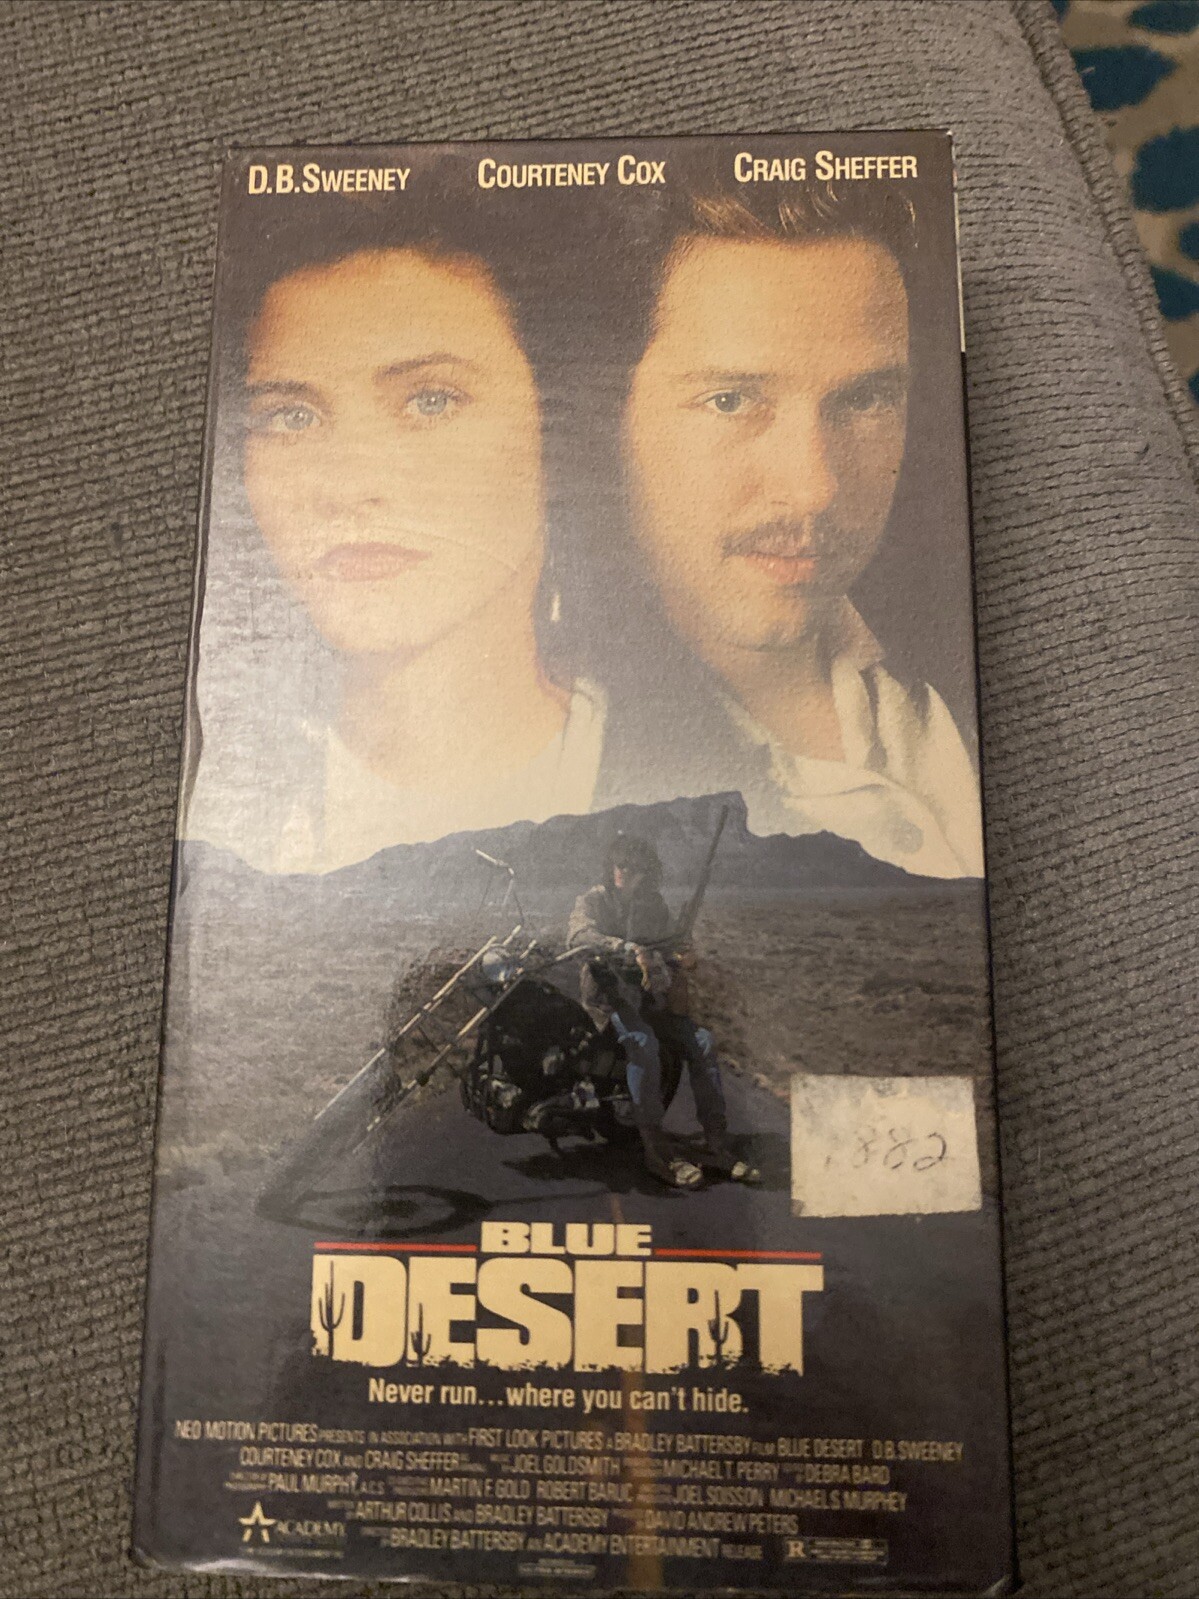 D.B.SWEENEY COURTENEY COX CRAIG SHEFFER
882
BLUE
DESERT
Never run...where you can't hide.
NEO MOTION PICTURES PRESENTS IN ASSOCIATION WITH FIRST LOOK PICTURES A BRADLEY BATTERSBY FILM BLUE DESERT D.B.SWEENEY
COURTENEY COX AND CRAIG SHEFFER JOEL GOLDSMITH MICHAEL T. PERRY DEBRA BARD
PAUL MURPHY, A.C.S. MARTIN F. GOLD ROBERT BARUC JOEL SOISSON MICHAEL S. MURPHEY
ARTHUR COLLIS AND BRADLEY BATTERSBY DAVID ANDREW PETERS
ACADEMY BRADLEY BATTERSBY AN ACADEMY ENTERTAINMENT RELEASE R